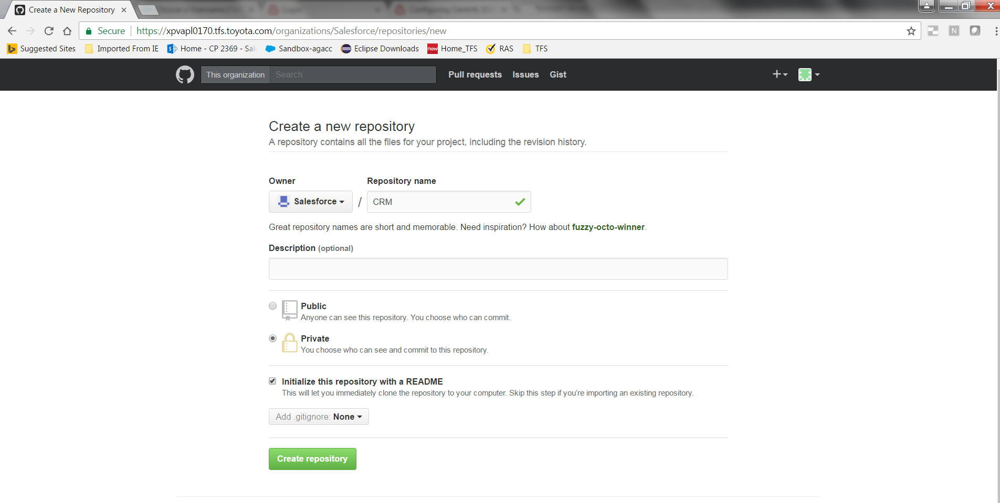 Create a New Repository
Secure https://xpvapl0170.tfs.toyota.com/organizations/Salesforce/repositories/new
Suggested Sites Imported From IE Home - CP 2369 - Sal Sandbox-agacc Eclipse Downloads now Home_TFS RAS TFS
This organization Search Pull requests Issues Gist
Create a new repository
A repository contains all the files for your project, including the revision history.
Owner Repository name
Salesforce / CRM
Great repository names are short and memorable. Need inspiration? How about fuzzy-octo-winner.
Description (optional)
Public
Anyone can see this repository. You choose who can commit.
Private
You choose who can see and commit to this repository.
Initialize this repository with a README
This will let you immediately clone the repository to your computer. Skip this step if you’re importing an existing repository.
Add .gitignore: None
Create repository